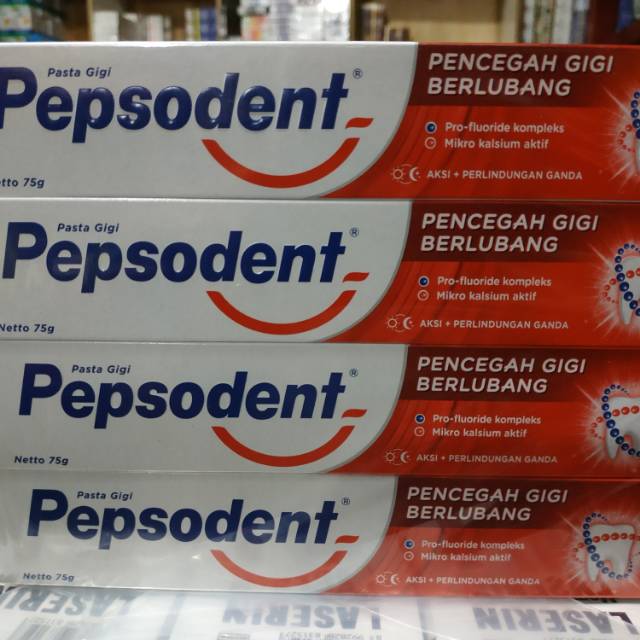 Pasta Gigi
Pepsodent®
PENCEGAH GIGI
BERLUBANG
Pro-fluoride kompleks
Mikro kalsium aktif
AKSI + PERLINDUNGAN GANDA
etto 75g
Pasta Gigi
Pepsodent®
PENCEGAH GIGI
BERLUBANG
Pro-fluoride kompleks
Mikro kalsium aktif
AKSI + PERLINDUNGAN GANDA
Netto 75g
Pasta Gigi
Pepsodent®
PENCEGAH GIGI
BERLUBANG
Pro-fluoride kompleks
Mikro kalsium aktif
AKSI + PERLINDUNGAN GANDA
Netto 75g
Pasta Gigi
Pepsodent®
PENCEGAH GIGI
BERLUBANG
Pro-fluoride kompleks
Mikro kalsium aktif
AKSI + PERLINDUNGAN GANDA
Netto 75g
LASERIN
LASERIN